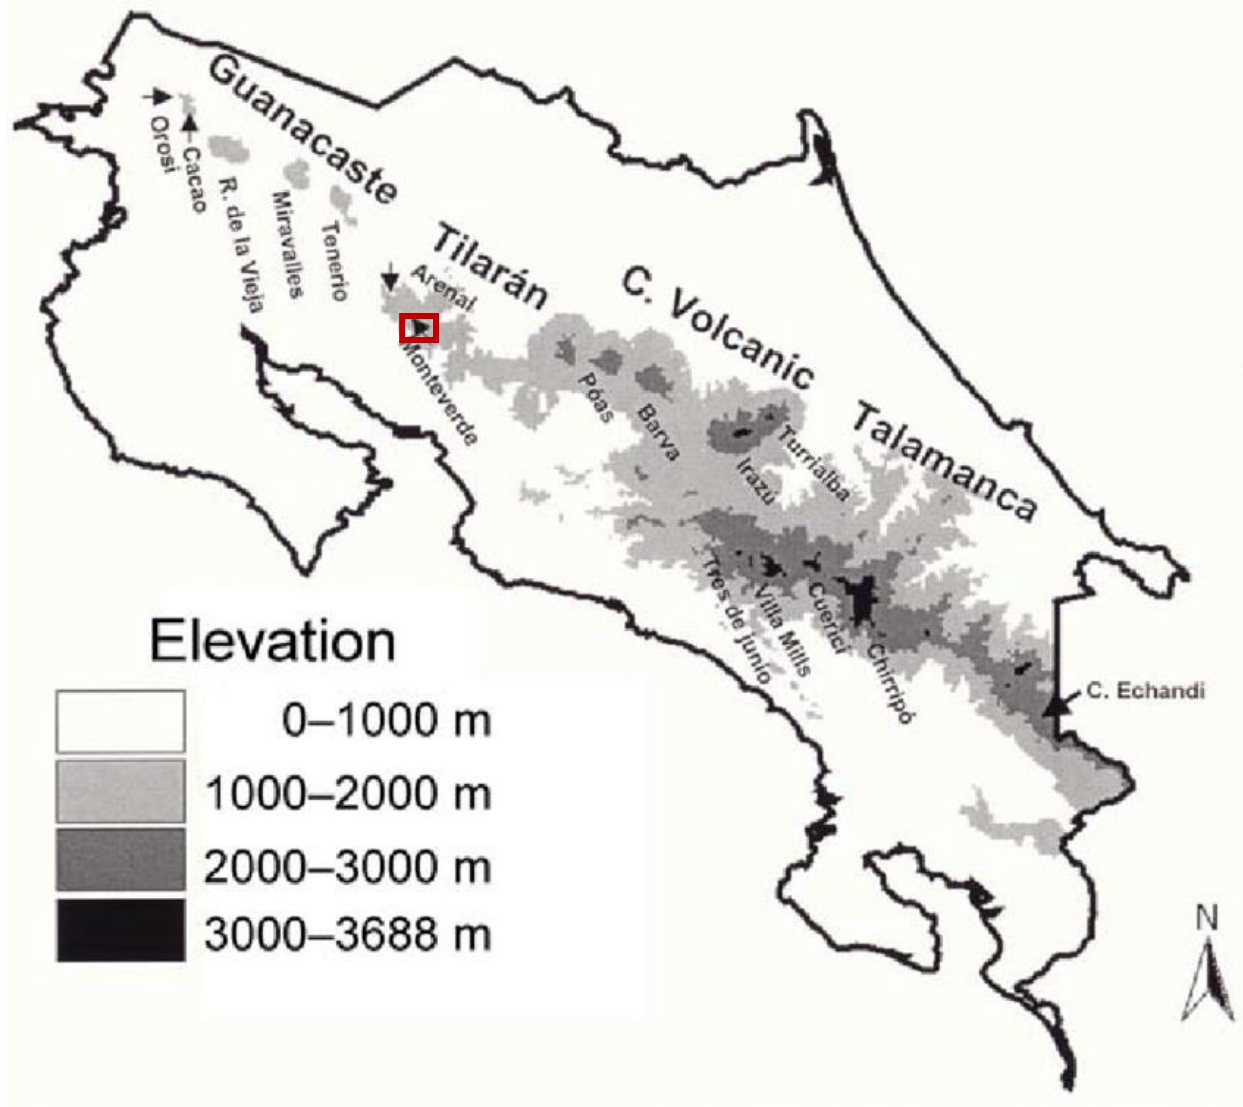 Guanacaste
Orosi
Cacao
R. de la Vieja
Miravalles
Tenerio
Tilarán
Arenal
Monteverde
C. Volcanic
Póas
Barva
Irazú
Turrialba
Talamanca
Tres de junio
Villa Mills
Cuerici
Chirripó
C. Echandi
Elevation
0–1000 m
1000–2000 m
2000–3000 m
3000–3688 m
N